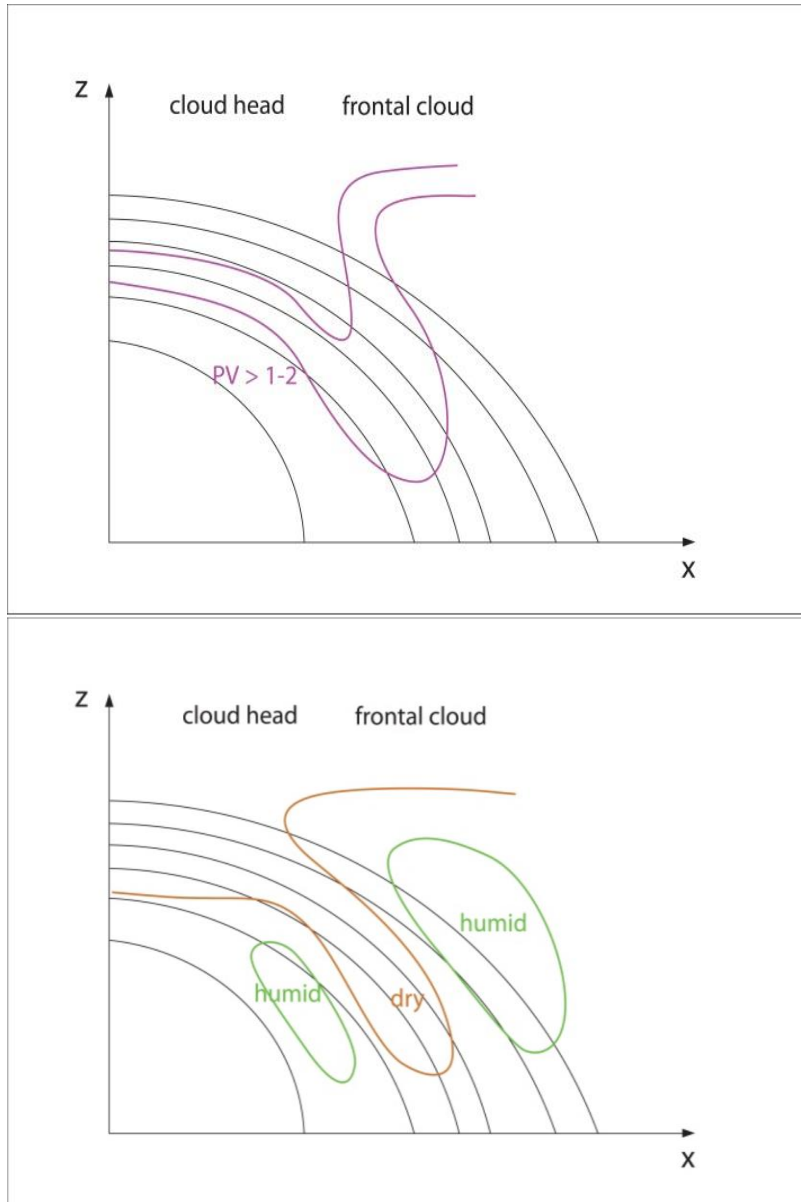 z
cloud head
frontal cloud
PV > 1-2
x
z
cloud head
frontal cloud
humid
humid
dry
x